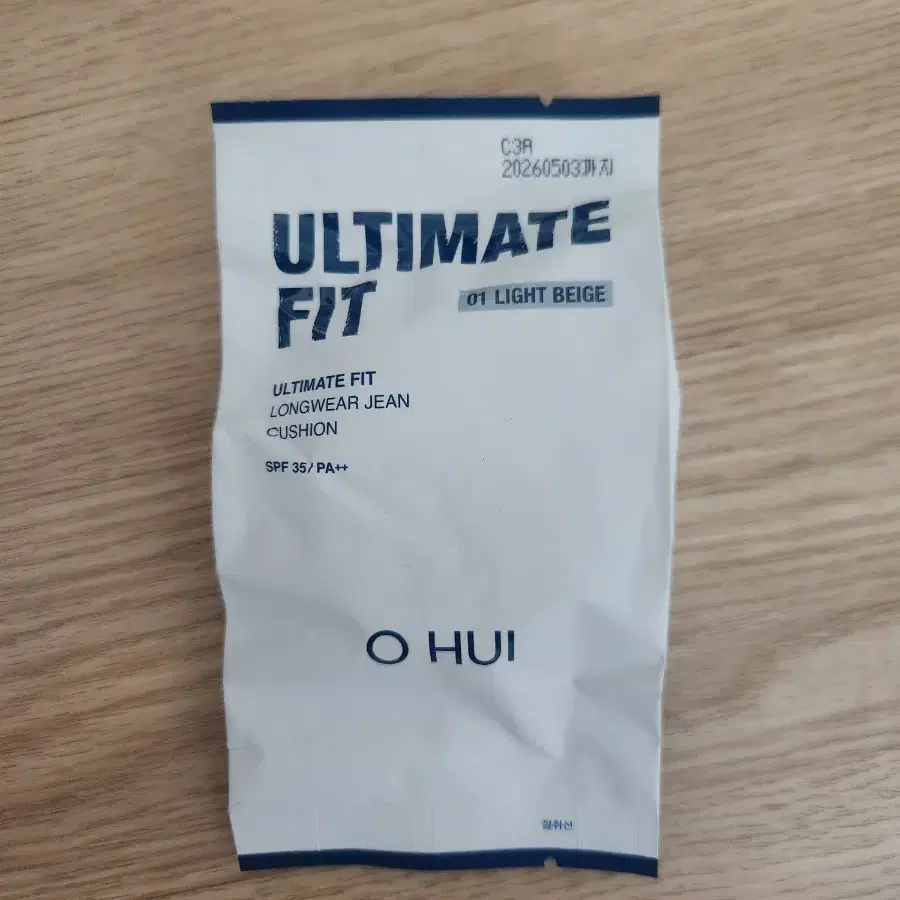 C3A
20260503까지
ULTIMATE
FIT
01 LIGHT BEIGE
ULTIMATE FIT
LONGWEAR JEAN
CUSHION
SPF 35/ PA++
O HUI
절취선